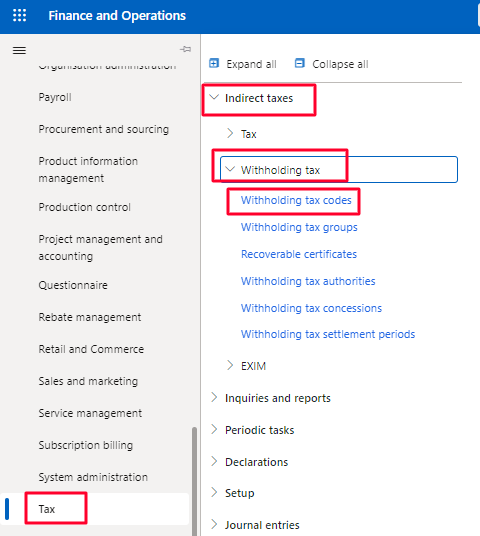 Finance and Operations
Organisation administration
Payroll
Procurement and sourcing
Product information
management
Production control
Project management and
accounting
Questionnaire
Rebate management
Retail and Commerce
Sales and marketing
Service management
Subscription billing
System administration
Tax
Expand all
Collapse all
Indirect taxes
Tax
Withholding tax
Withholding tax codes
Withholding tax groups
Recoverable certificates
Withholding tax authorities
Withholding tax concessions
Withholding tax settlement periods
EXIM
Inquiries and reports
Periodic tasks
Declarations
Setup
Journal entries